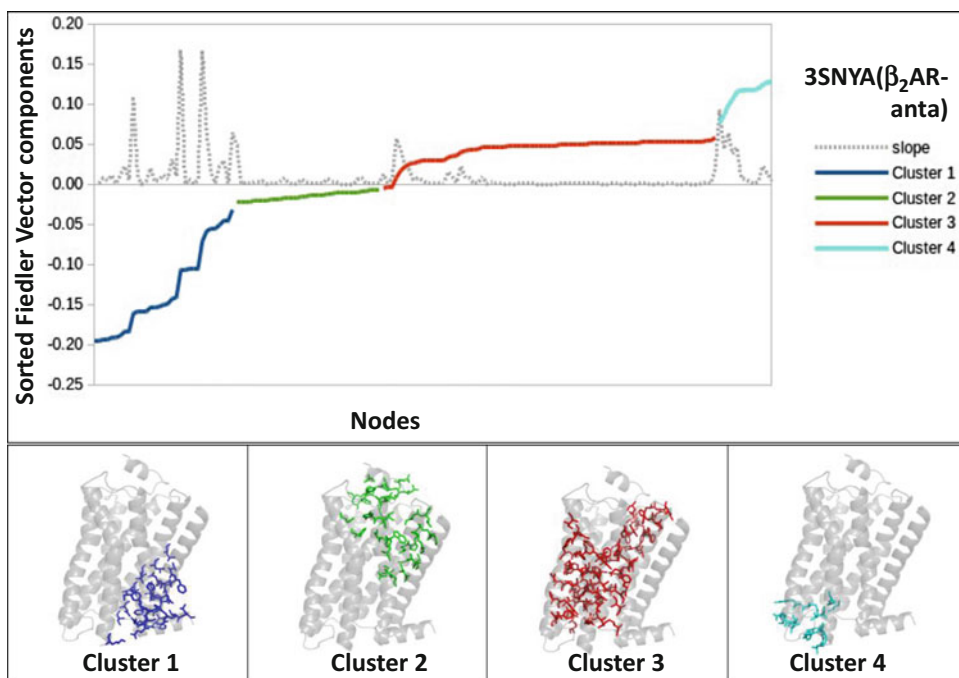 Sorted Fiedler Vector components
0.20
0.15
0.10
0.05
0.00
-0.05
-0.10
-0.15
-0.20
-0.25
Nodes
3SNYA(β₂AR-
anta)
slope
Cluster 1
Cluster 2
Cluster 3
Cluster 4
Cluster 1
Cluster 2
Cluster 3
Cluster 4